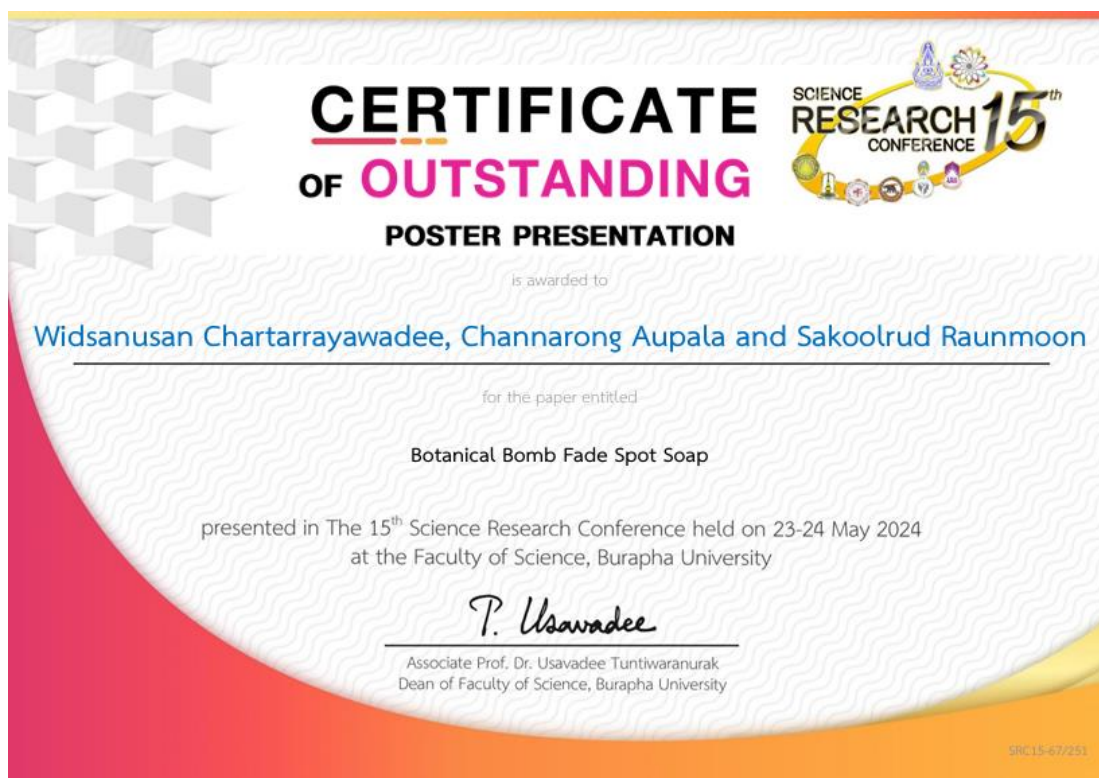 CERTIFICATE
OF OUTSTANDING
POSTER PRESENTATION
SCIENCE
RESEARCH 15th
CONFERENCE
is awarded to
Widsanusan Chartarrayawadee, Channarong Aupala and Sakoolrud Raunmoon
for the paper entitled
Botanical Bomb Fade Spot Soap
presented in The 15th Science Research Conference held on 23-24 May 2024
at the Faculty of Science, Burapha University
T. Usavadee
Associate Prof. Dr. Usavadee Tuntiwaranurak
Dean of Faculty of Science, Burapha University
SRC15-67/251